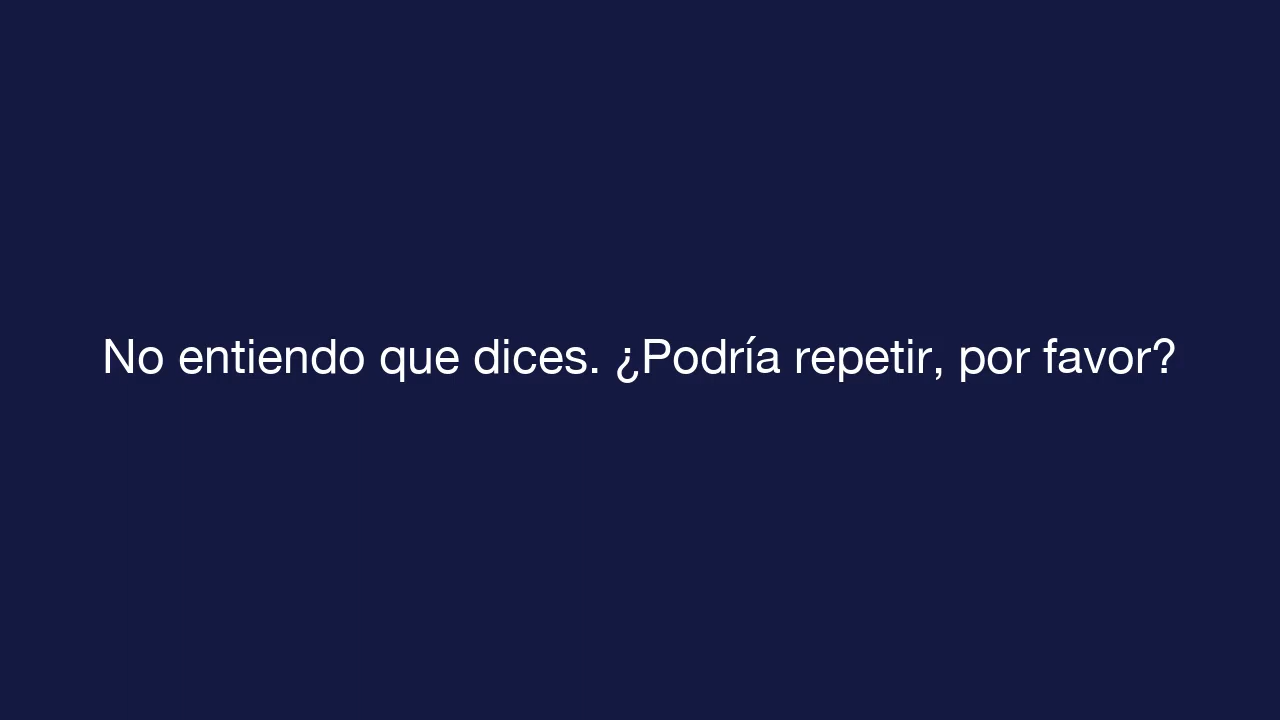 No entiendo que dices. ¿Podría repetir, por favor?